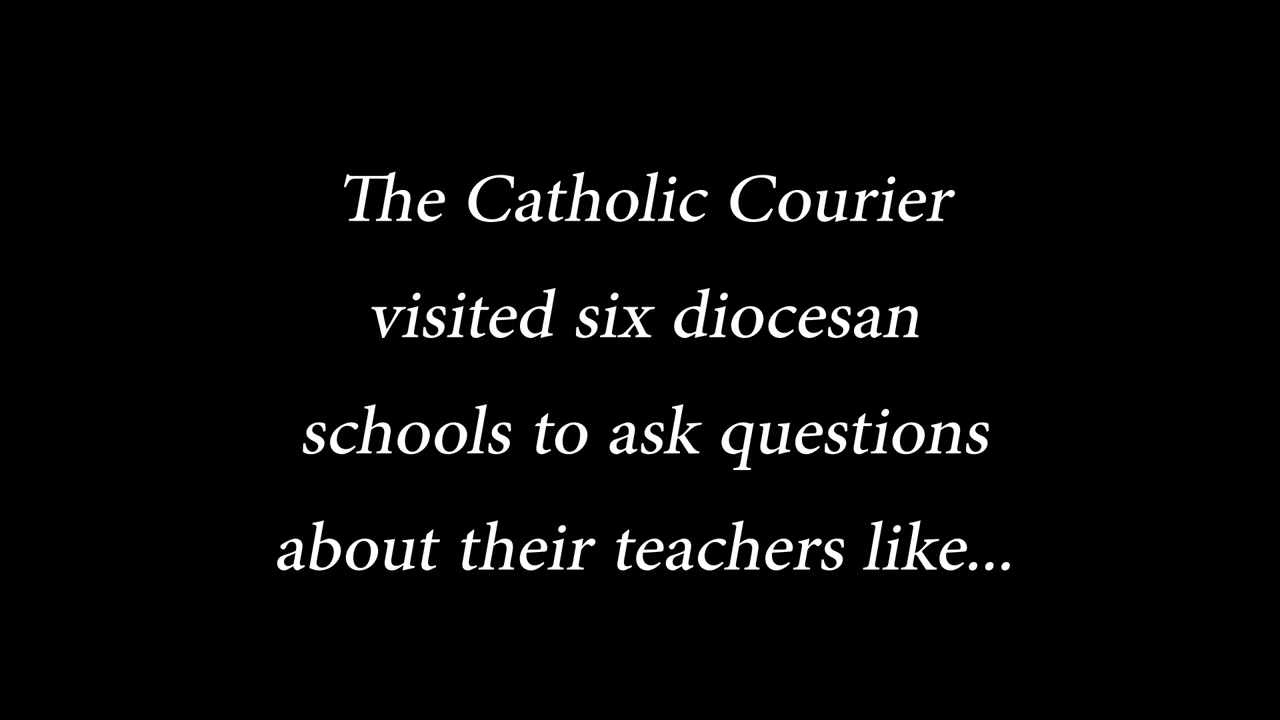 The Catholic Courier
visited six diocesan
schools to ask questions
about their teachers like...